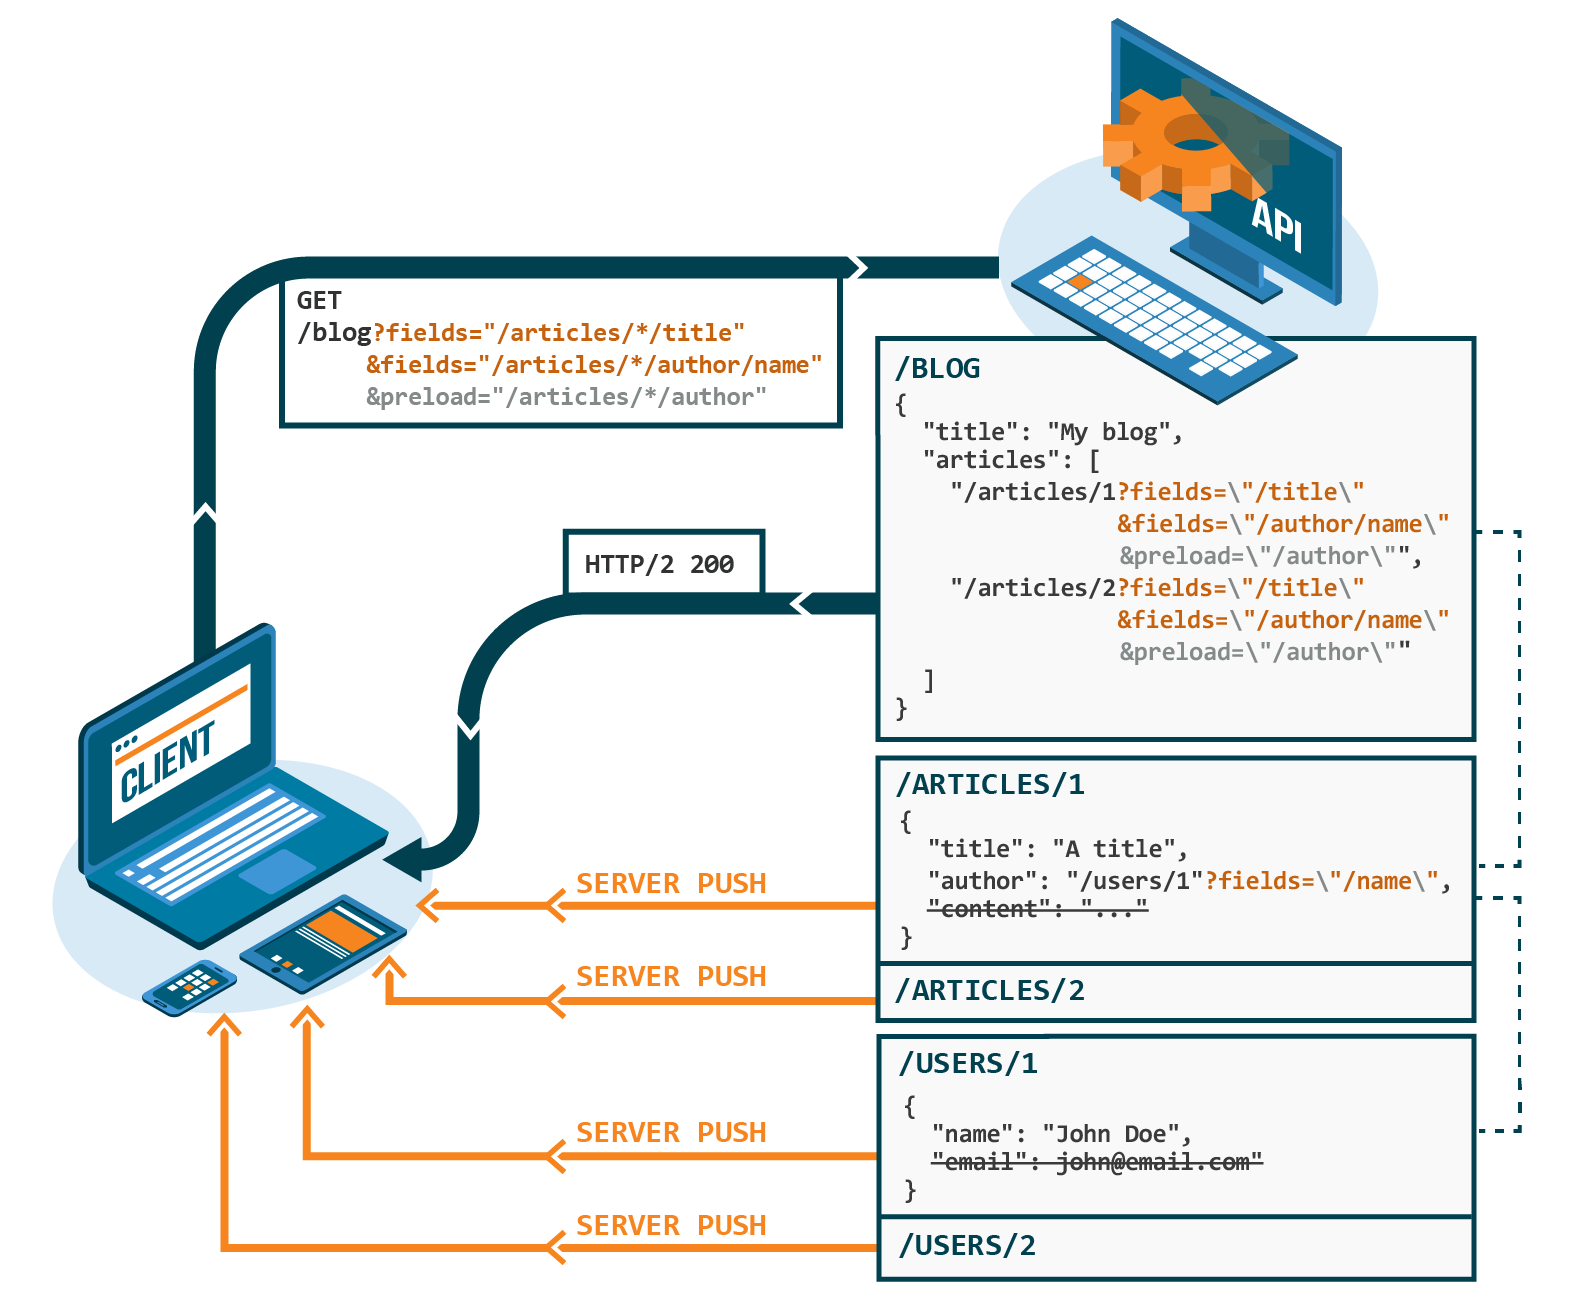 API
GET
/blog?fields="/articles/*/title"
&fields="/articles/*/author/name"
&preload="/articles/*/author"
/BLOG
{
"title": "My blog",
"articles": [
"/articles/1?fields=\"/title\"
&fields=\"/author/name\"
&preload=\"/author\"",
"/articles/2?fields=\"/title\"
&fields=\"/author/name\"
&preload=\"/author\""
]
}
HTTP/2 200
CLIENT
/ARTICLES/1
{
"title": "A title",
"author": "/users/1"?fields=\"/name\",
"content": "..."
}
SERVER PUSH
/ARTICLES/2
SERVER PUSH
/USERS/1
{
"name": "John Doe",
"email": john@email.com"
}
SERVER PUSH
/USERS/2
SERVER PUSH